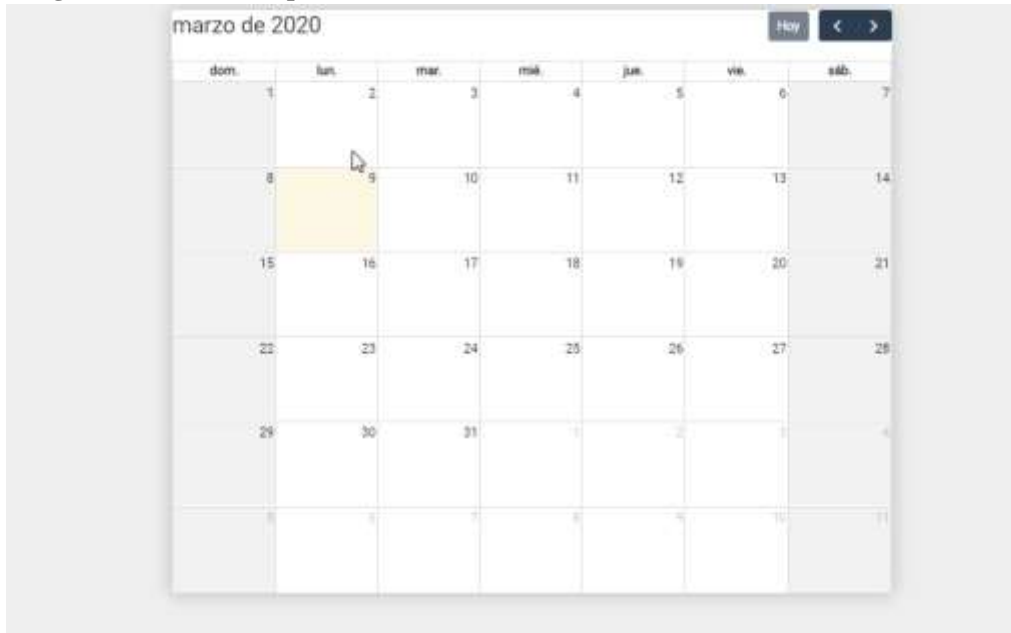 marzo de 2020 Hoy < >
dom. lun. mar. mié. jue. vie. sáb.
1 2 3 4 5 6 7
8 9 10 11 12 13 14
15 16 17 18 19 20 21
22 23 24 25 26 27 28
29 30 31 1 2 3 4
5 6 7 8 9 10 11